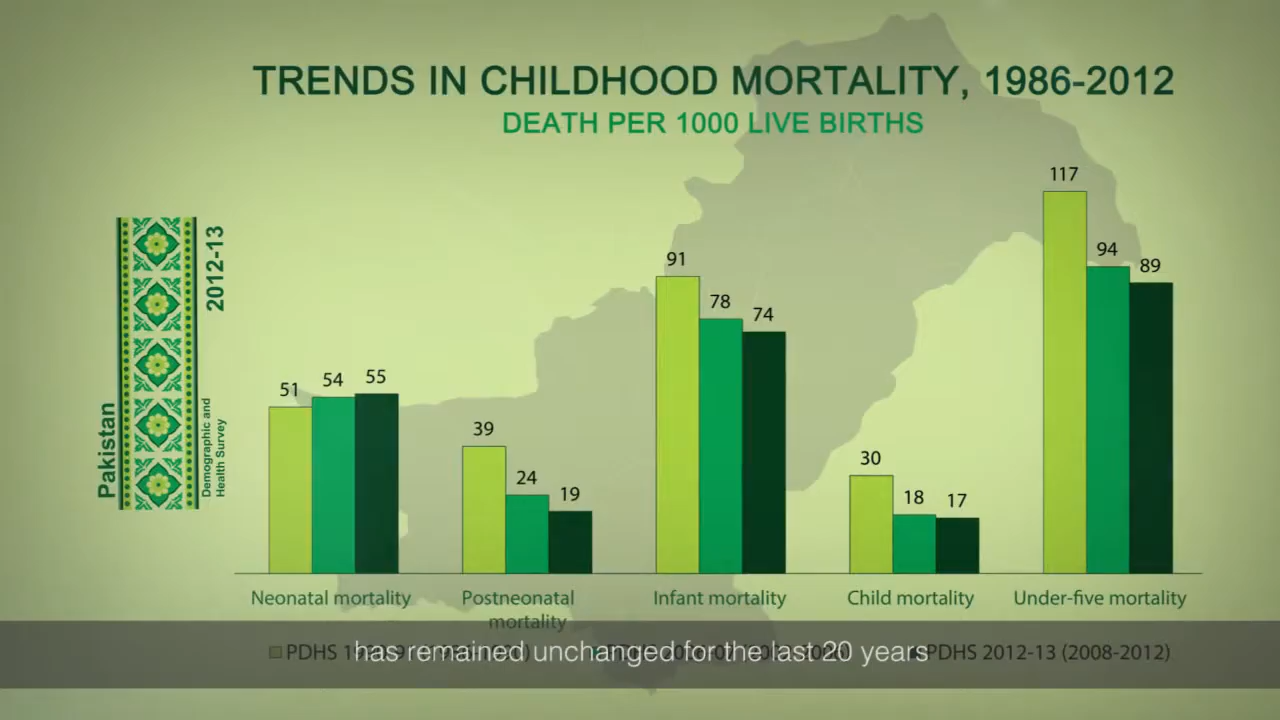 TRENDS IN CHILDHOOD MORTALITY, 1986-2012
DEATH PER 1000 LIVE BIRTHS
Pakistan
2012-13
Demographic and
Health Survey
51 54 55
39 24 19
91 78 74
30 18 17
117 94 89
Neonatal mortality
Postneonatal
mortality
Infant mortality
Child mortality
Under-five mortality
PDHS
PDHS 2012-13 (2008-2012)
has remained unchanged for the last 20 years